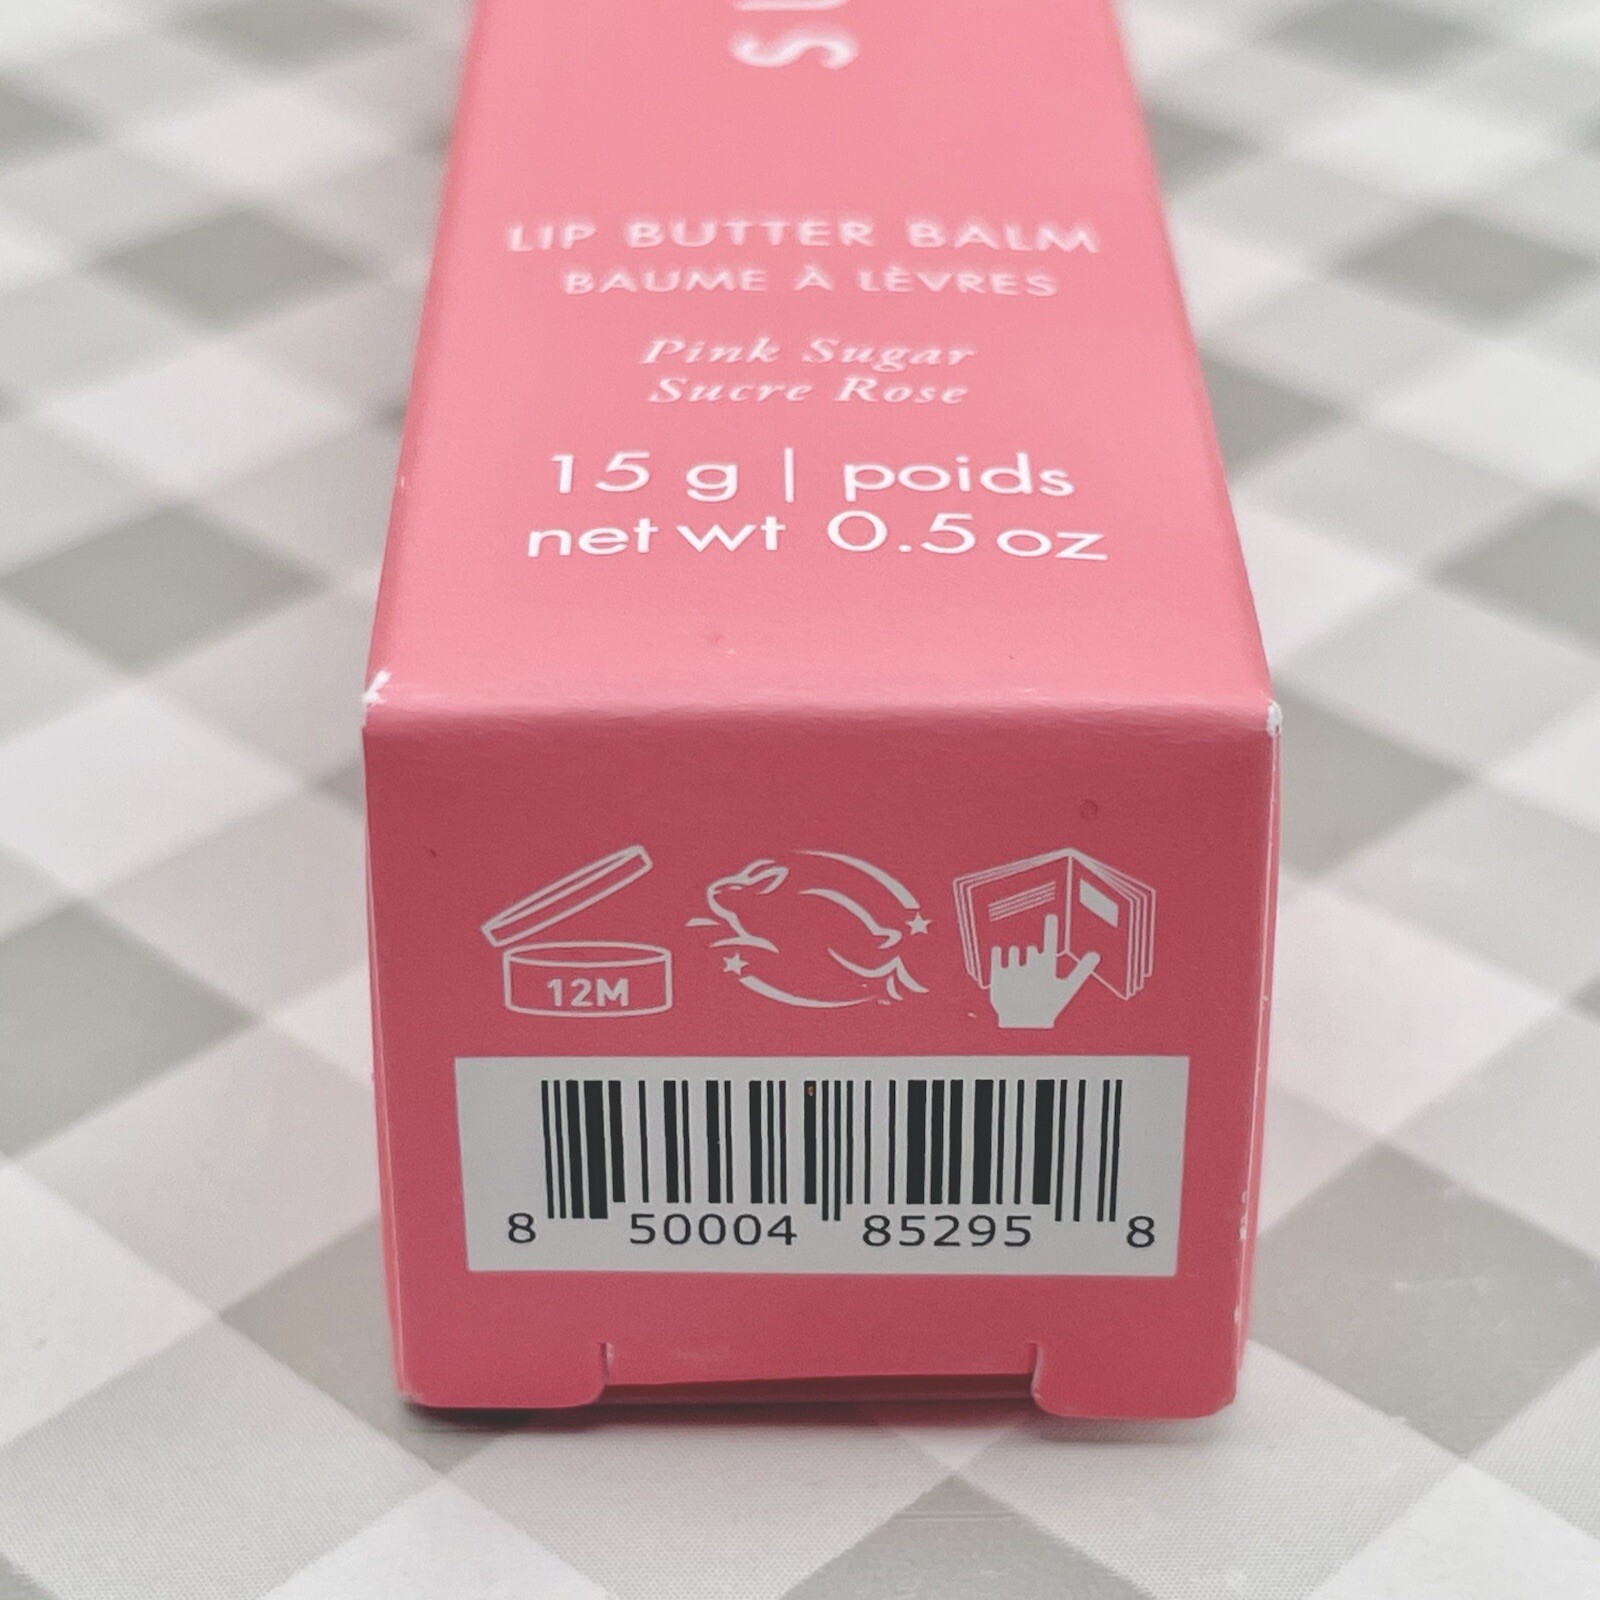 LIP BUTTER BALM
BAUME À LÈVRES
Pink Sugar
Sucre Rose
15 g | poids
net wt 0.5 oz
12M
8 50004 85295 8